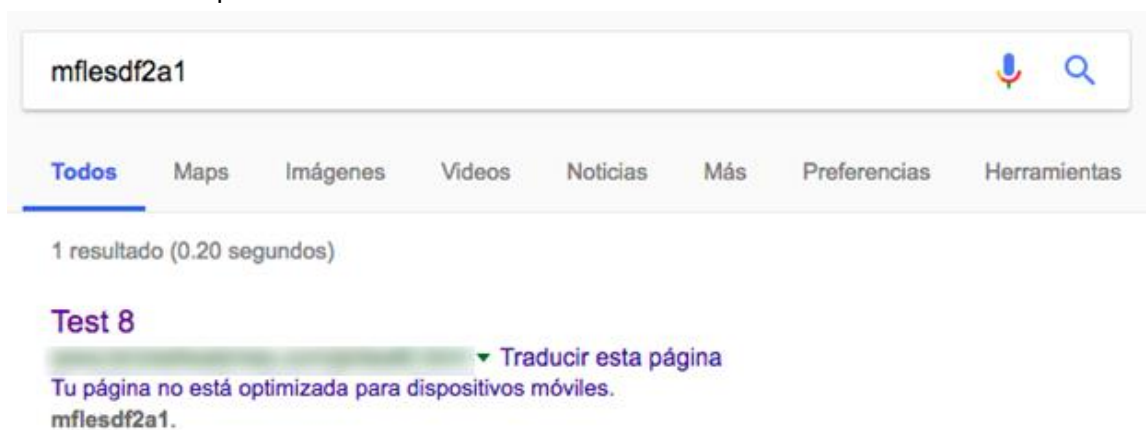 mflesdf2a1
Todos Maps Imágenes Videos Noticias Más Preferencias Herramientas
1 resultado (0.20 segundos)
Test 8
Traducir esta página
Tu página no está optimizada para dispositivos móviles.
mflesdf2a1.